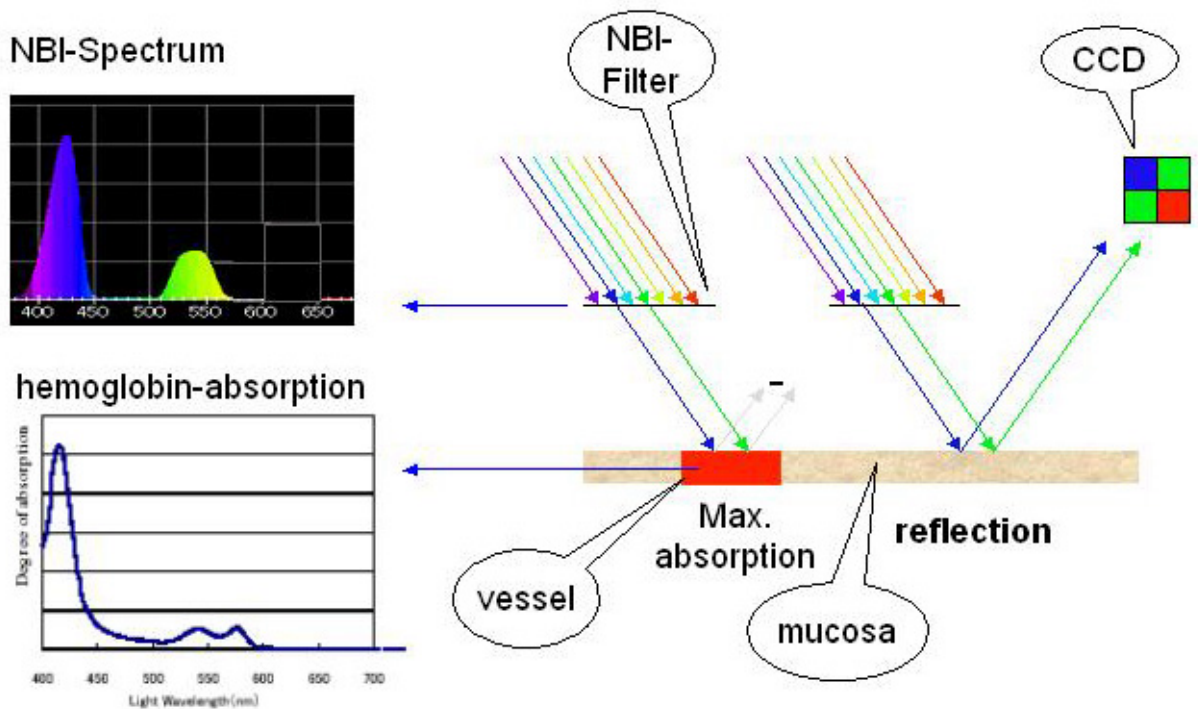 NBI-Spectrum
400 450 500 550 600 650
NBI-
Filter
CCD
hemoglobin-absorption
Degree of absorption
400 450 500 550 600 650 700
Light Wavelength(nm)
-
vessel
Max.
absorption
reflection
mucosa